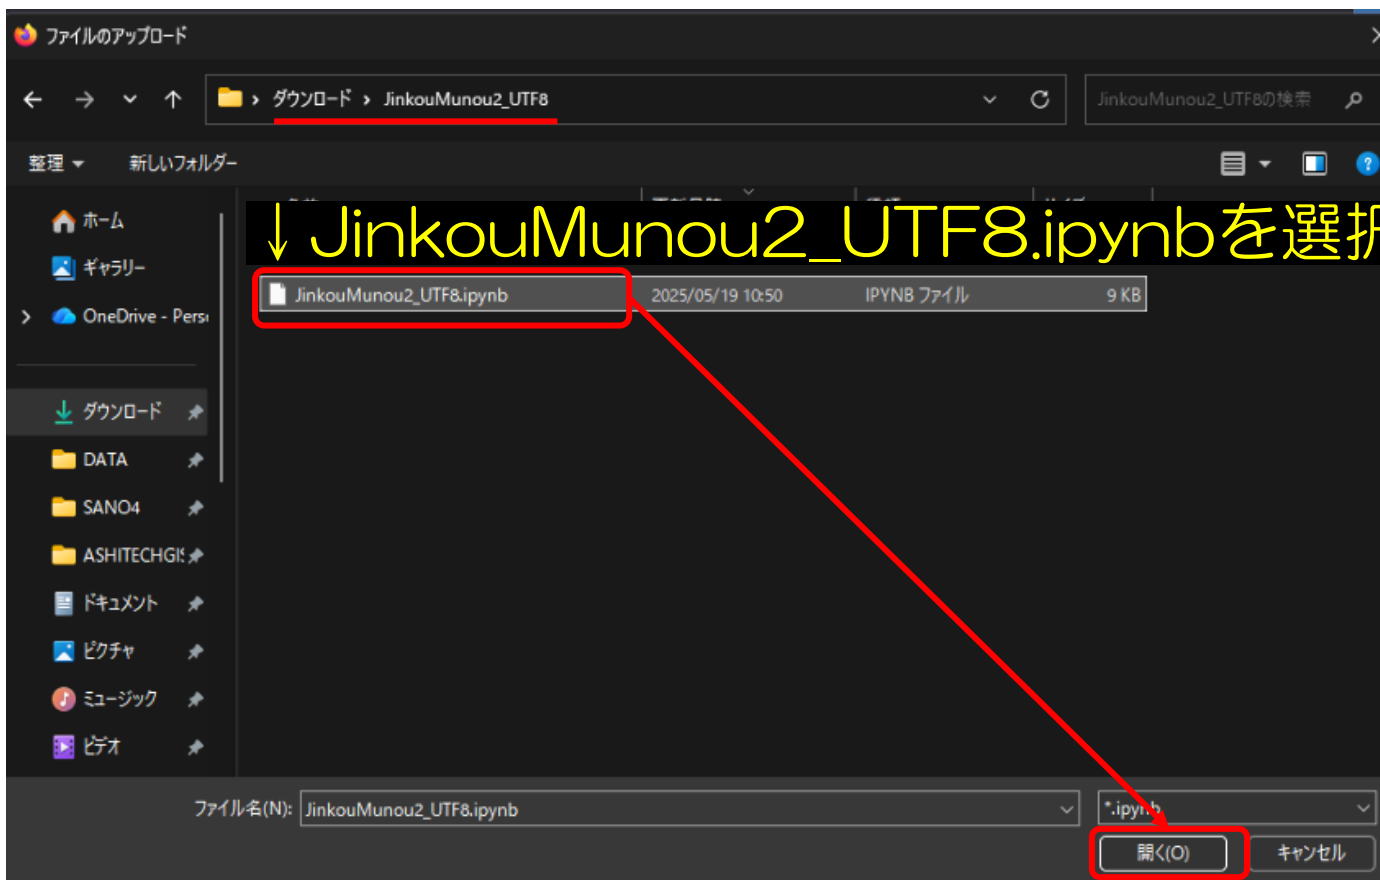 ファイルのアップロード
ダウンロード › JinkouMunou2_UTF8
JinkouMunou2_UTF8の検索
整理
新しいフォルダー
↓JinkouMunou2_UTF8.ipynbを選択
ホーム
ギャラリー
JinkouMunou2_UTF8.ipynb 2025/05/19 10:50 IPYNB ファイル 9 KB
OneDrive - Perso
ダウンロード
DATA
SANO4
ASHITECHGIS
ドキュメント
ピクチャ
ミュージック
ビデオ
ファイル名(N): JinkouMunou2_UTF8.ipynb *.ipynb
開く(O) キャンセル